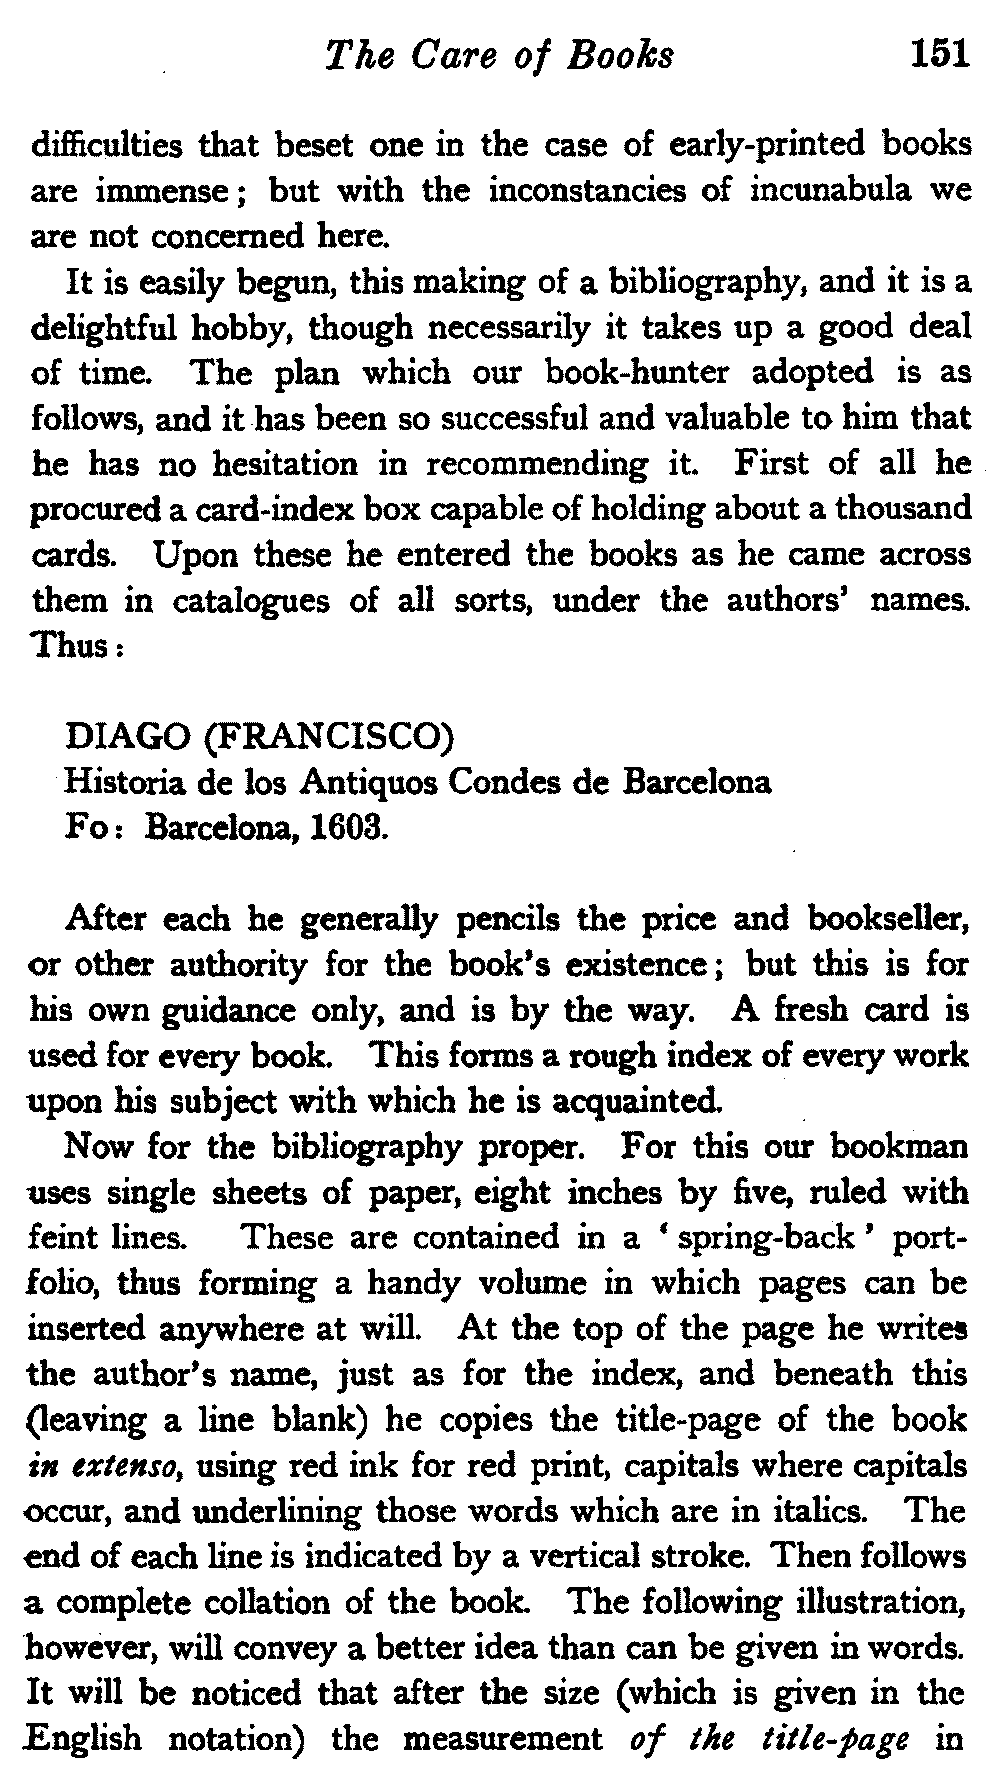 The Care of Books 151
difficulties that beset one in the case of early-printed books
are immense; but with the inconstancies of incunabula we
are not concerned here.
It is easily begun, this making of a bibliography, and it is a
delightful hobby, though necessarily it takes up a good deal
of time. The plan which our book-hunter adopted is as
follows, and it has been so successful and valuable to him that
he has no hesitation in recommending it. First of all he
procured a card-index box capable of holding about a thousand
cards. Upon these he entered the books as he came across
them in catalogues of all sorts, under the authors' names.
Thus:
DIAGO (FRANCISCO)
Historia de los Antiquos Condes de Barcelona
Fo: Barcelona, 1603.
After each he generally pencils the price and bookseller,
or other authority for the book's existence; but this is for
his own guidance only, and is by the way. A fresh card is
used for every book. This forms a rough index of every work
upon his subject with which he is acquainted.
Now for the bibliography proper. For this our bookman
uses single sheets of paper, eight inches by five, ruled with
feint lines. These are contained in a ' spring-back ' port-
folio, thus forming a handy volume in which pages can be
inserted anywhere at will. At the top of the page he writes
the author's name, just as for the index, and beneath this
(leaving a line blank) he copies the title-page of the book
in extenso, using red ink for red print, capitals where capitals
occur, and underlining those words which are in italics. The
end of each line is indicated by a vertical stroke. Then follows
a complete collation of the book. The following illustration,
however, will convey a better idea than can be given in words.
It will be noticed that after the size (which is given in the
English notation) the measurement of the title-page in